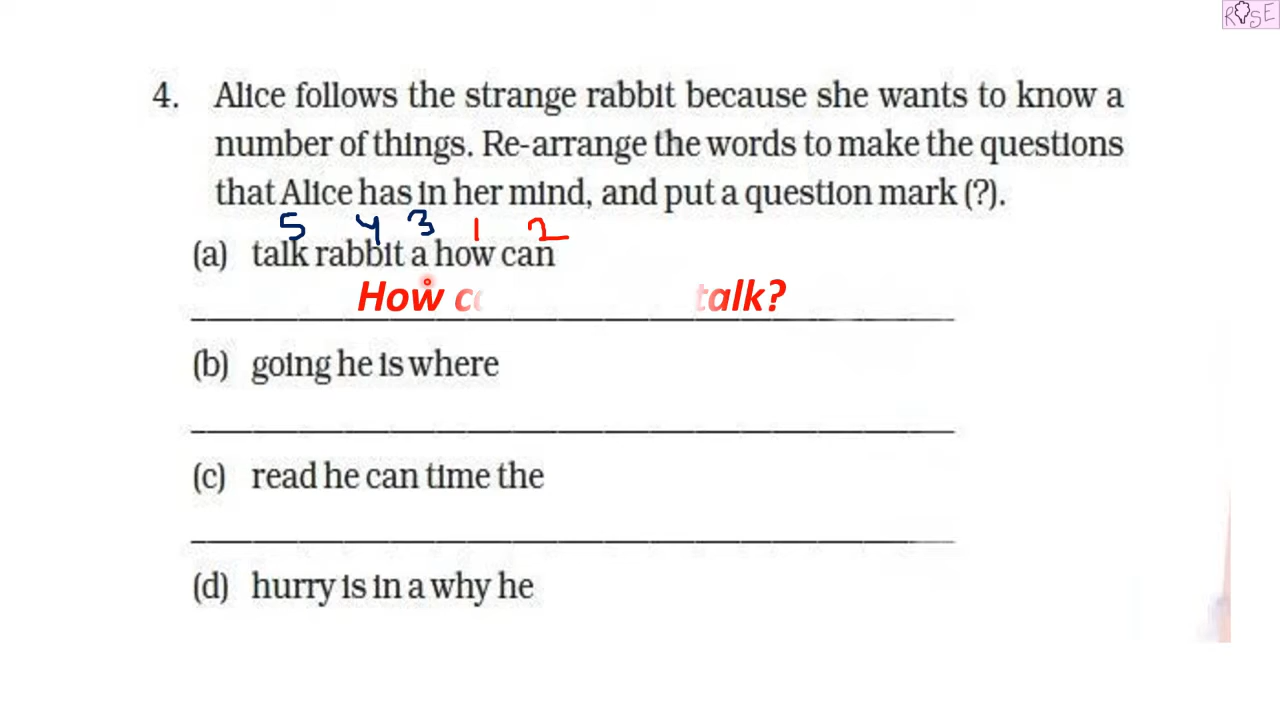 R SE
4. Alice follows the strange rabbit because she wants to know a
number of things. Re-arrange the words to make the questions
that Alice has in her mind, and put a question mark (?).
5 4 3 1 2
(a) talk rabbit a how can
How talk?
(b) going he is where
(c) read he can time the
(d) hurry is in a why he